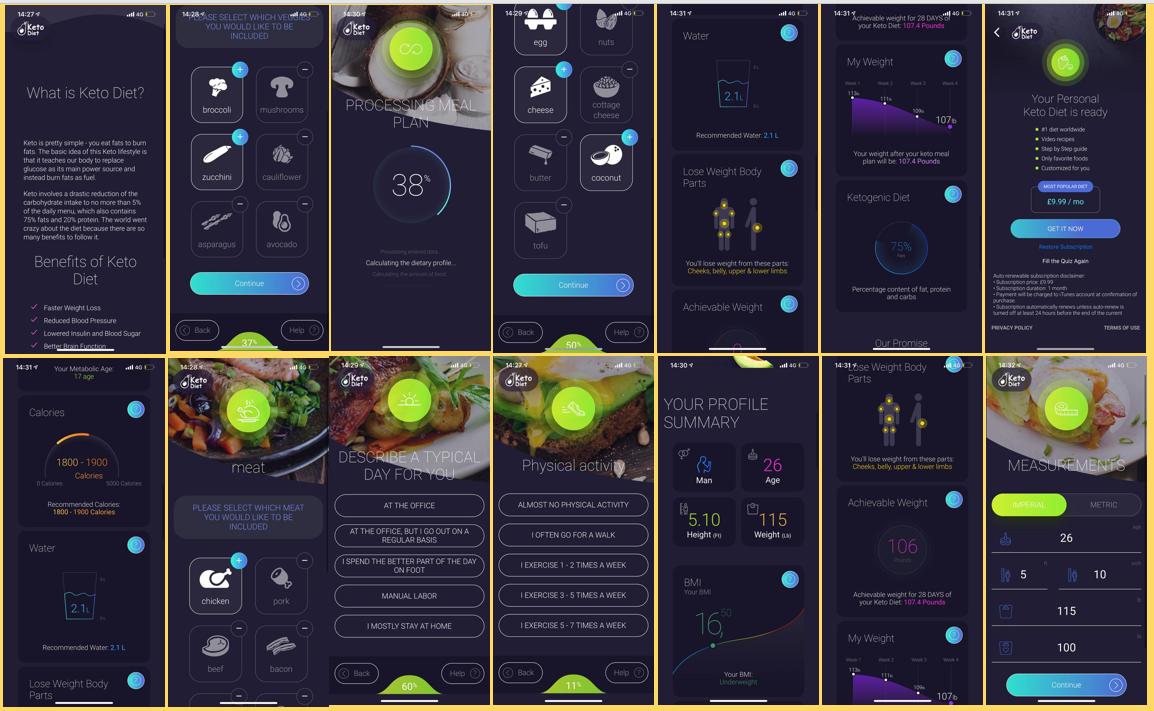 14:27
4G
Keto
Diet
What is Keto Diet?
Keto is pretty simple - you eat fats to burn
fats. The basic idea of this Keto lifestyle is
that it teaches our body to replace
glucose as its main power source and
instead burn fats as fuel.
Keto involves a drastic reduction of the
carbohydrate intake to no more than 5%
of the daily menu, which also contains
75% fats and 20% protein. The world went
crazy about the diet because there are so
many benefits to follow it.
Benefits of Keto
Diet
Faster Weight Loss
Reduced Blood Pressure
Lowered Insulin and Blood Sugar
Better Brain Function
14:28
4G
PLEASE SELECT WHICH VEGGIES
YOU WOULD LIKE TO BE
INCLUDED
broccoli
mushrooms
zucchini
cauliflower
asparagus
avocado
Continue
Back
37%
Help ?
14:30
4G
Keto
Diet
PROCESSING MEAL
PLAN
38%
Processing entered data...
Calculating the dietary profile...
Calculating the amount of food...
14:29
4G
egg
nuts
cheese
cottage
cheese
butter
coconut
tofu
Continue
Back
50%
Help ?
14:31
4G
Water
?
2.1 L
Recommended Water: 2.1 L
Lose Weight Body
Parts
?
You'll lose weight from these parts:
Cheeks, belly, upper & lower limbs
Achievable Weight
?
14:31
4G
Achievable weight for 28 DAYS of
your Keto Diet: 107.4 Pounds
My Weight
?
Week 1 Week 2 Week 3 Week 4
113lb
111lb
109lb
107lb
Your weight after your keto meal
plan will be: 107.4 Pounds
Ketogenic Diet
?
75%
Fats
Percentage content of fat, protein
and carbs
Our Promise
14:31
4G
Keto
Diet
Your Personal
Keto Diet is ready
#1 diet worldwide
Video recipes
Step by Step guide
Only favorite foods
Customized for you
MOST POPULAR DIET
£9.99 / mo
GET IT NOW
Restore Subscription
Fill the Quiz Again
Auto renewable subscription disclaimer:
• Subscription price: £9.99
• Subscription duration: 1 month
• Payment will be charged to iTunes account at confirmation of
purchase.
• Subscription automatically renews unless auto-renew is
turned off at least 24 hours before the end of the current
PRIVACY POLICY
TERMS OF USE
14:31
4G
Your Metabolic Age:
17 age
Calories
?
1800 - 1900
Calories
0 Calories
5000 Calories
Recommended Calories:
1800 - 1900 Calories
Water
?
2.1 L
Recommended Water: 2.1 L
Lose Weight Body
Parts
?
14:28
4G
Keto
Diet
meat
PLEASE SELECT WHICH MEAT
YOU WOULD LIKE TO BE
INCLUDED
chicken
pork
beef
bacon
14:29
4G
Keto
Diet
DESCRIBE A TYPICAL
DAY FOR YOU
AT THE OFFICE
AT THE OFFICE, BUT I GO OUT ON A
REGULAR BASIS
I SPEND THE BETTER PART OF THE DAY
ON FOOT
MANUAL LABOR
I MOSTLY STAY AT HOME
Back
60%
Help ?
14:29
4G
Keto
Diet
Physical activity
ALMOST NO PHYSICAL ACTIVITY
I OFTEN GO FOR A WALK
I EXERCISE 1 - 2 TIMES A WEEK
I EXERCISE 3 - 5 TIMES A WEEK
I EXERCISE 5 - 7 TIMES A WEEK
Back
11%
Help ?
14:30
4G
YOUR PROFILE
SUMMARY
Man
26
Age
5.10
Height (Ft)
115
Weight (Lb)
BMI
Your BMI
?
16,50
Your BMI:
Underweight
14:31
4G
Lose Weight Body
Parts
You'll lose weight from these parts:
Cheeks, belly, upper & lower limbs
Achievable Weight
?
106
Pounds
Achievable weight for 28 DAYS of
your Keto Diet: 107.4 Pounds
My Weight
?
Week 1 Week 2 Week 3 Week 4
113lb
111lb
109lb
107lb
14:32
4G
Keto
Diet
MEASUREMENTS
IMPERIAL
METRIC
Age
26
ft
5
inch
10
lb
115
lb
100
Continue